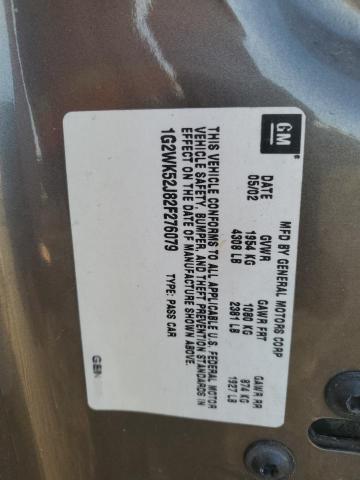 GM
MFD BY GENERAL MOTORS CORP
DATE GVWR GAWR FRT GAWR RR
05/02 1954 KG 1080 KG 874 KG
4308 LB 2381 LB 1927 LB
THIS VEHICLE CONFORMS TO ALL APPLICABLE U.S. FEDERAL MOTOR
VEHICLE SAFETY, BUMPER, AND THEFT PREVENTION STANDARDS IN
EFFECT ON THE DATE OF MANUFACTURE SHOWN ABOVE.
1G2WK52J82F276079 TYPE: PASS CAR